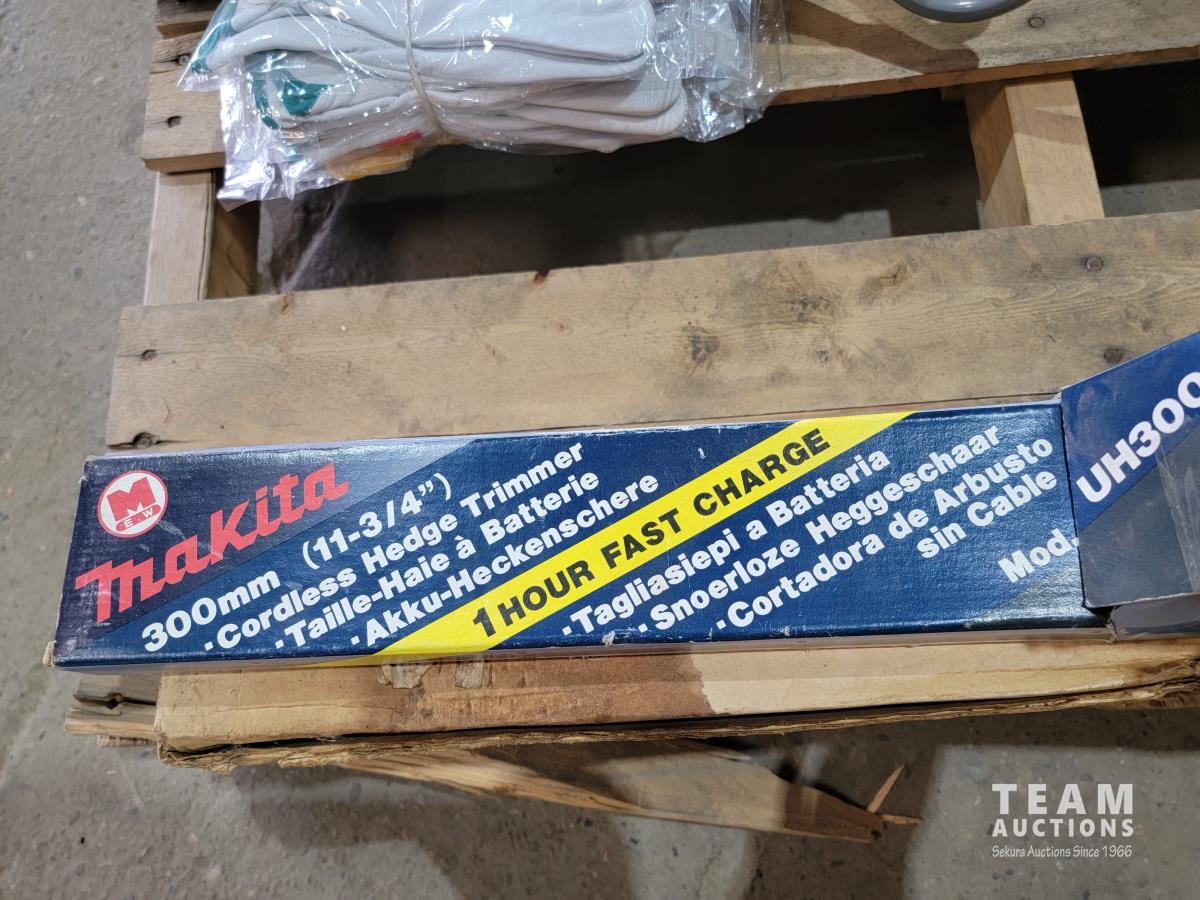 M
E.W
Makita
300mm (11-3/4")
·Cordless Hedge Trimmer
·Taille-Haie à Batterie
·Akku-Heckenschere
1 HOUR FAST CHARGE
·Tagliasiepi a Batteria
·Snoerloze Heggeschaar
·Cortadora de Arbusto
sin Cable
Mod.
UH300
TEAM
AUCTIONS
Sekura Auctions Since 1966